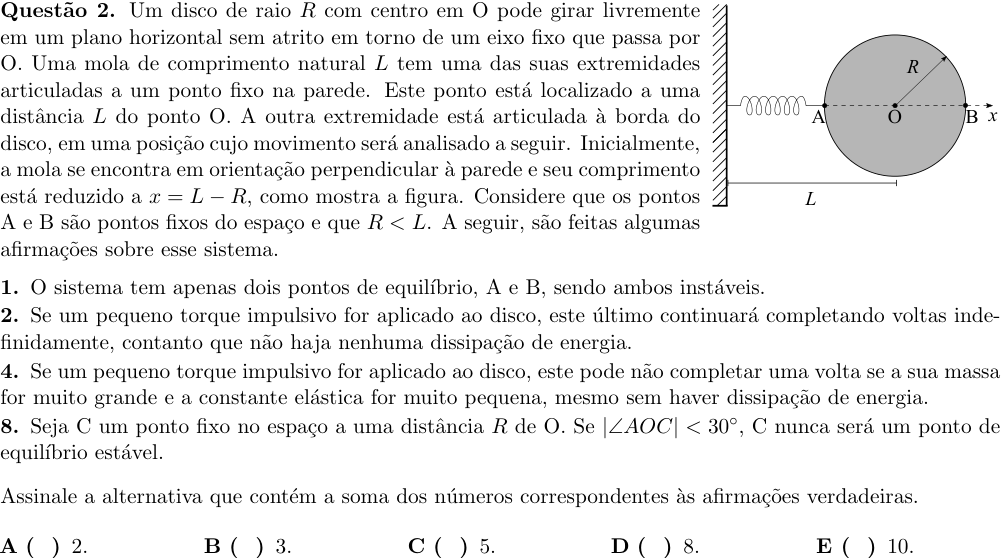 Questão 2. Um disco de raio R com centro em O pode girar livremente
em um plano horizontal sem atrito em torno de um eixo fixo que passa por
O. Uma mola de comprimento natural L tem uma das suas extremidades
articuladas a um ponto fixo na parede. Este ponto está localizado a uma
distância L do ponto O. A outra extremidade está articulada à borda do
disco, em uma posição cujo movimento será analisado a seguir. Inicialmente,
a mola se encontra em orientação perpendicular à parede e seu comprimento
está reduzido a x = L − R, como mostra a figura. Considere que os pontos
A e B são pontos fixos do espaço e que R < L. A seguir, são feitas algumas
afirmações sobre esse sistema.
R
A
O
B
x
L
1. O sistema tem apenas dois pontos de equilíbrio, A e B, sendo ambos instáveis.
2. Se um pequeno torque impulsivo for aplicado ao disco, este último continuará completando voltas inde-
finidamente, contanto que não haja nenhuma dissipação de energia.
4. Se um pequeno torque impulsivo for aplicado ao disco, este pode não completar uma volta se a sua massa
for muito grande e a constante elástica for muito pequena, mesmo sem haver dissipação de energia.
8. Seja C um ponto fixo no espaço a uma distância R de O. Se |∠AOC| < 30°, C nunca será um ponto de
equilíbrio estável.
Assinale a alternativa que contém a soma dos números correspondentes às afirmações verdadeiras.
A ( ) 2. B ( ) 3. C ( ) 5. D ( ) 8. E ( ) 10.